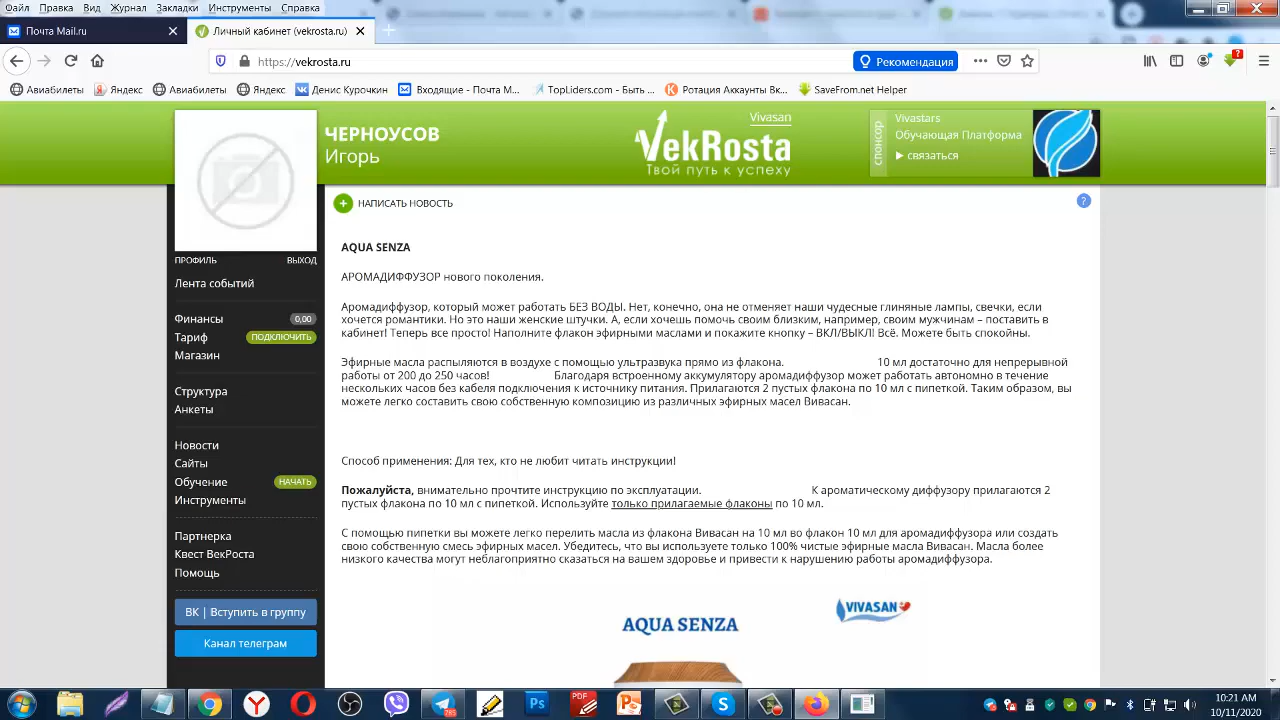 Файл Правка Вид Журнал Закладки Инструменты Справка
Почта Mail.ru
Личный кабинет (vekrosta.ru)
https://vekrosta.ru
Рекомендация
Авиабилеты Яндекс Авиабилеты Яндекс Денис Курочкин Входящие - Почта М... TopLiders.com - Быть ... Ротация Аккаунты Вк... SaveFrom.net Helper
ЧЕРНОУСОВ
Игорь
Vivasan
VekRosta
Твой путь к успеху
спонсор
Vivastars
Обучающая Платформа
связаться
ПРОФИЛЬ ВЫХОД
Лента событий
Финансы 0,00
Тариф ПОДКЛЮЧИТЬ
Магазин
Структура
Анкеты
Новости
Сайты
Обучение НАЧАТЬ
Инструменты
Партнерка
Квест ВекРоста
Помощь
ВК | Вступить в группу
Канал телеграм
+ НАПИСАТЬ НОВОСТЬ
?
AQUA SENZA
АРОМАДИФФУЗОР нового поколения.
Аромадиффузор, который может работать БЕЗ ВОДЫ. Нет, конечно, она не отменяет наши чудесные глиняные лампы, свечки, если
хочется романтики. Но это наши женские штучки. А, если хочешь помочь своим близким, например, своим мужчинам – поставить в
кабинет! Теперь все просто! Наполните флакон эфирными маслами и покажите кнопку – ВКЛ/ВЫКЛ! Всё. Можете быть спокойны.
Эфирные масла распыляются в воздухе с помощью ультразвука прямо из флакона. 10 мл достаточно для непрерывной
работы от 200 до 250 часов! Благодаря встроенному аккумулятору аромадиффузор может работать автономно в течение
нескольких часов без кабеля подключения к источнику питания. Прилагаются 2 пустых флакона по 10 мл с пипеткой. Таким образом, вы
можете легко составить свою собственную композицию из различных эфирных масел Вивасан.
Способ применения: Для тех, кто не любит читать инструкции!
Пожалуйста, внимательно прочтите инструкцию по эксплуатации. К ароматическому диффузору прилагаются 2
пустых флакона по 10 мл с пипеткой. Используйте только прилагаемые флаконы по 10 мл.
С помощью пипетки вы можете легко перелить масла из флакона Вивасан на 10 мл во флакон 10 мл для аромадиффузора или создать
свою собственную смесь эфирных масел. Убедитесь, что вы используете только 100% чистые эфирные масла Вивасан. Масла более
низкого качества могут неблагоприятно сказаться на вашем здоровье и привести к нарушению работы аромадиффузора.
VIVASAN
AQUA SENZA
10:21 AM
10/11/2020